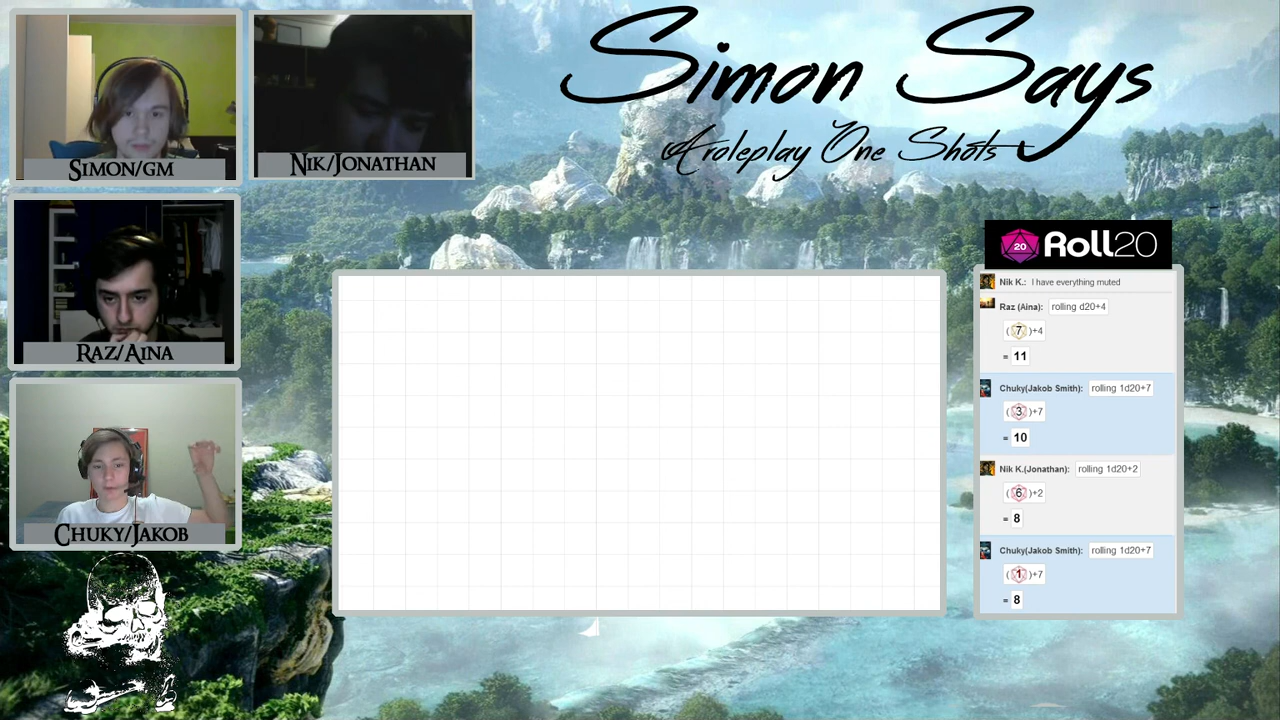 Simon Says
A roleplay One Shots
Simon/GM
Nik/Jonathan
Raz/Aina
Chuky/Jakob
20
Roll20
Nik K.: I have everything muted
Raz (Aina): rolling d20+4
( 7 )+4
= 11
Chuky(Jakob Smith): rolling 1d20+7
( 3 )+7
= 10
Nik K.(Jonathan): rolling 1d20+2
( 6 )+2
= 8
Chuky(Jakob Smith): rolling 1d20+7
( 1 )+7
= 8